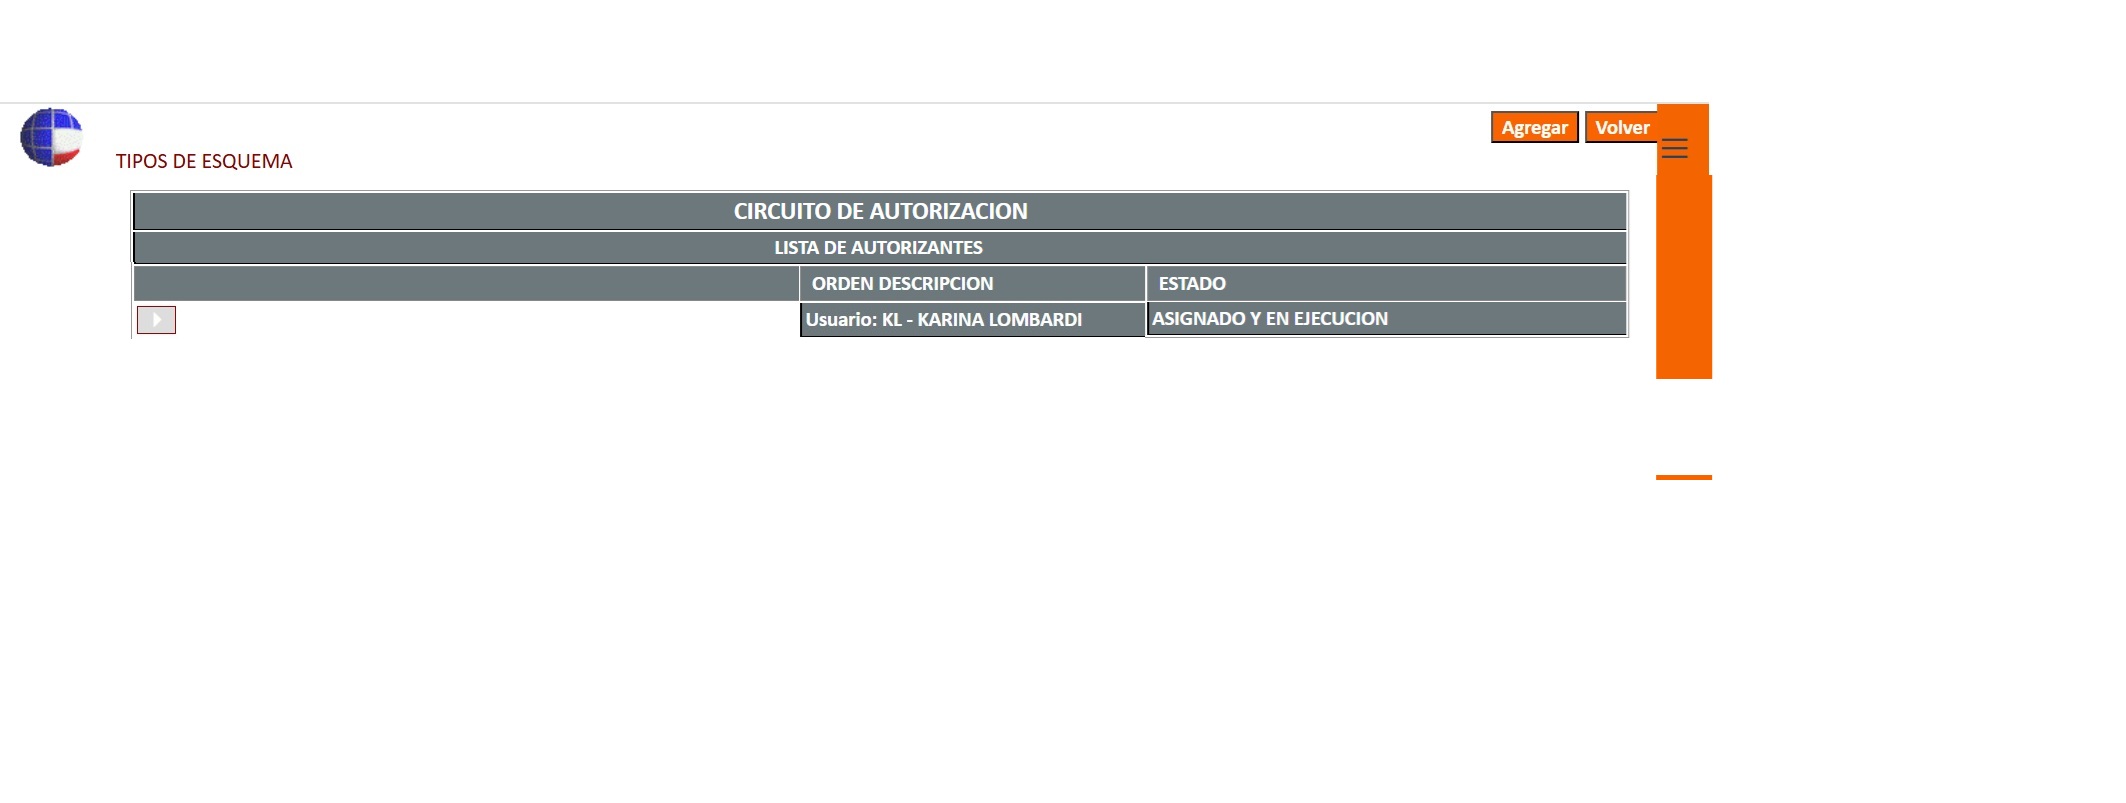 Agregar Volver
TIPOS DE ESQUEMA
CIRCUITO DE AUTORIZACION
LISTA DE AUTORIZANTES
ORDEN DESCRIPCION ESTADO
Usuario: KL - KARINA LOMBARDI ASIGNADO Y EN EJECUCION